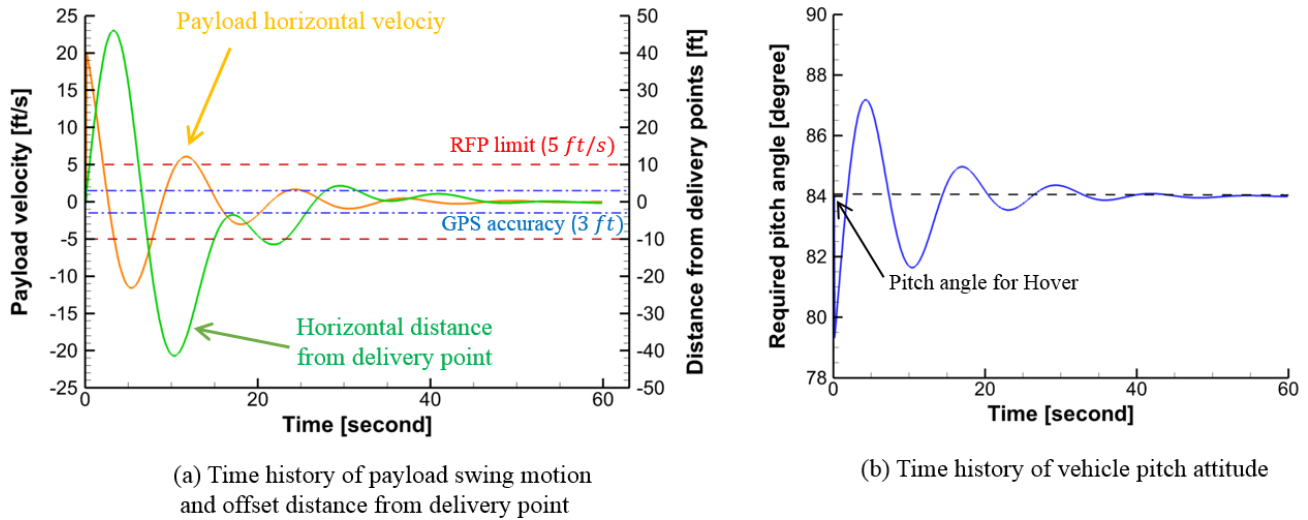 25
20
15
10
5
0
-5
-10
-15
-20
-25
Payload velocity [ft/s]
Payload horizontal velociy
RFP limit (5 ft/s)
GPS accuracy (3 ft)
Horizontal distance
from delivery point
50
40
30
20
10
0
-10
-20
-30
-40
-50
Distance from delivery points [ft]
0
20
40
60
Time [second]
(a) Time history of payload swing motion
and offset distance from delivery point
90
88
86
84
82
80
78
Required pitch angle [degree]
Pitch angle for Hover
0
20
40
60
Time [second]
(b) Time history of vehicle pitch attitude